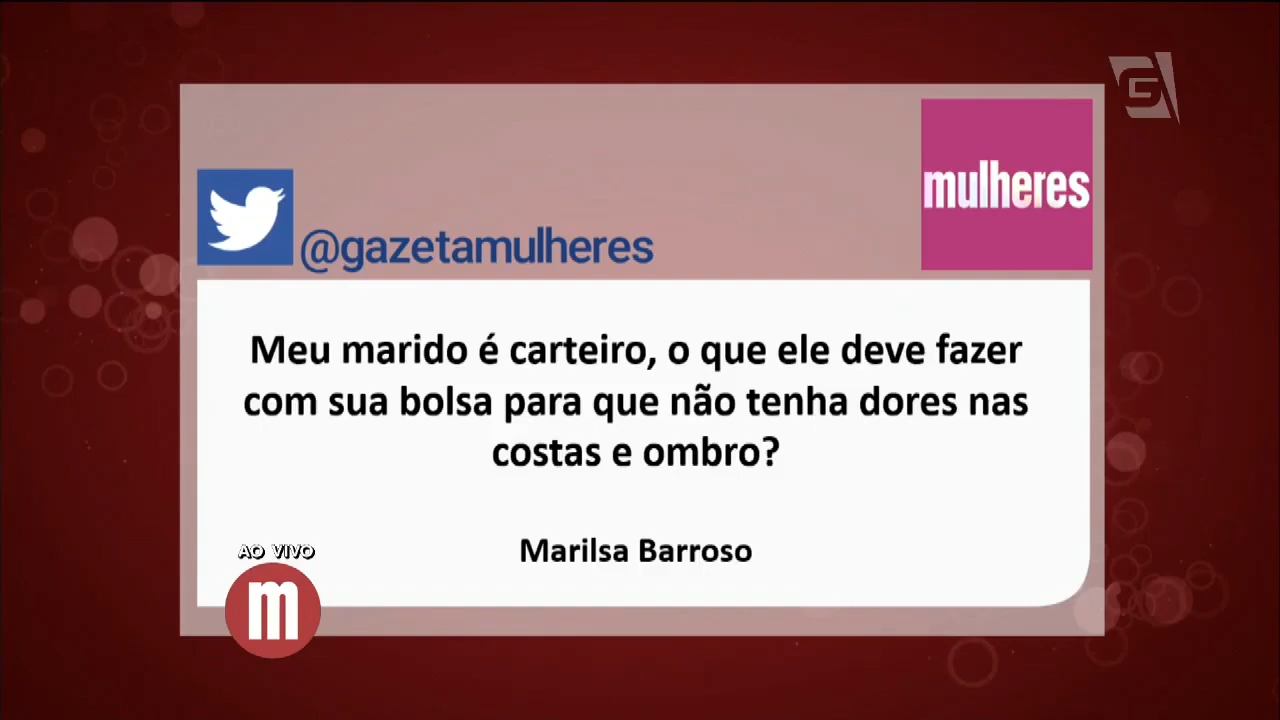 mulheres
@gazetamulheres
Meu marido é carteiro, o que ele deve fazer
com sua bolsa para que não tenha dores nas
costas e ombro?
Marilsa Barroso
AO VIVO
m
G